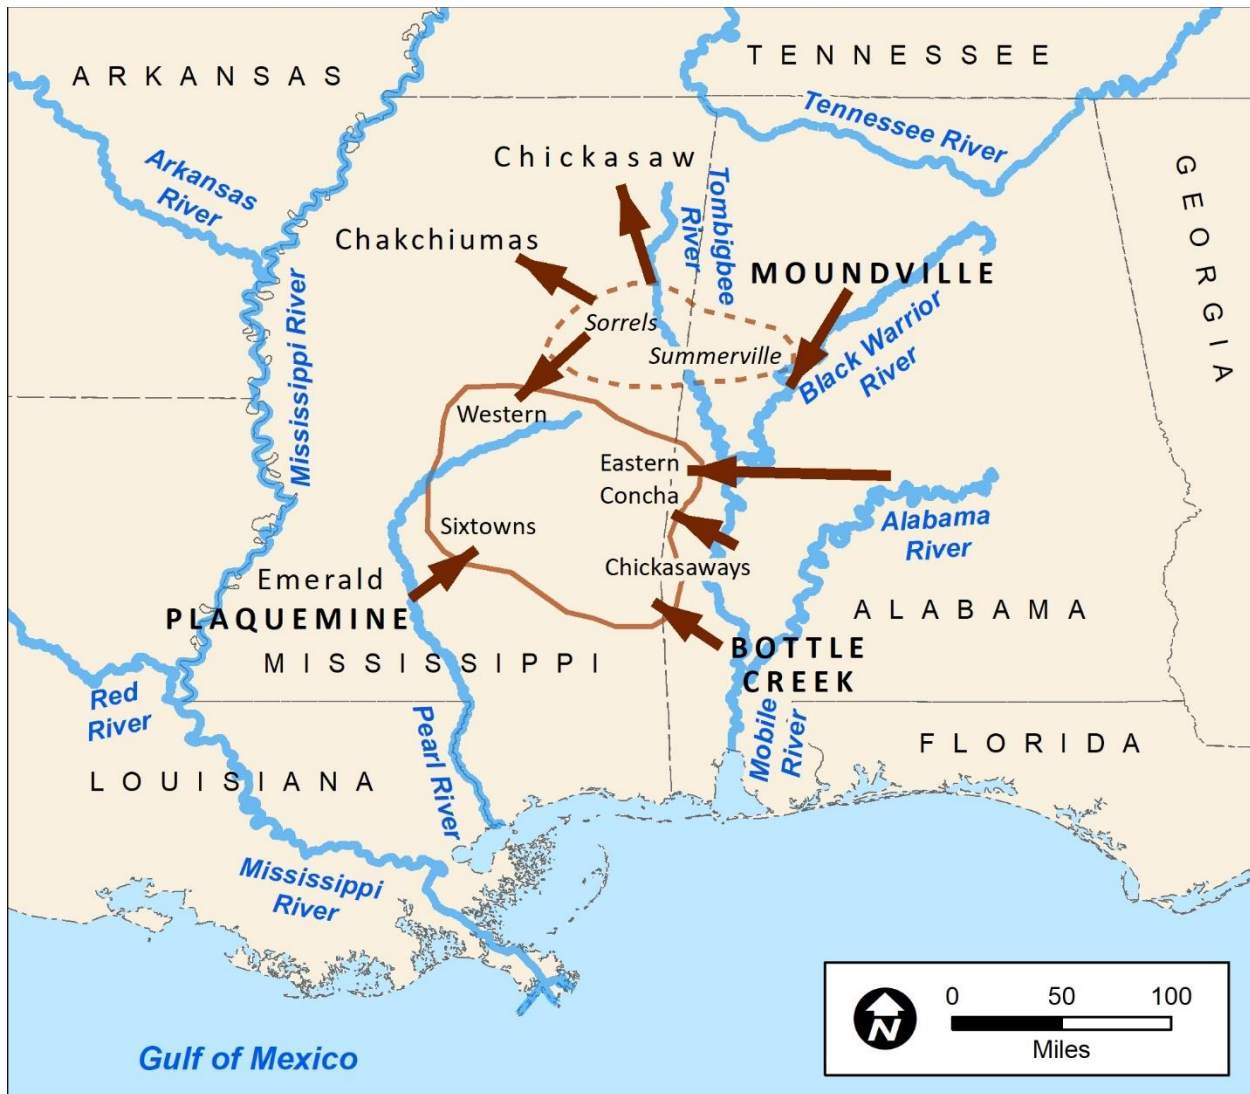 TENNESSEE
ARKANSAS
Tennessee River
Chickasaw
Arkansas
River
Tombigbee
River
GEORGIA
Chakchiumas
MOUNDVILLE
Mississippi River
Sorrels
Summerville
Black Warrior
River
Western
Eastern
Concha
Sixtowns
Alabama
River
Chickasaways
Emerald
PLAQUEMINE
ALABAMA
BOTTLE
CREEK
MISSISSIPPI
Red
River
Pearl River
Mobile
River
FLORIDA
LOUISIANA
Mississippi
River
Gulf of Mexico
N
0 50 100
Miles